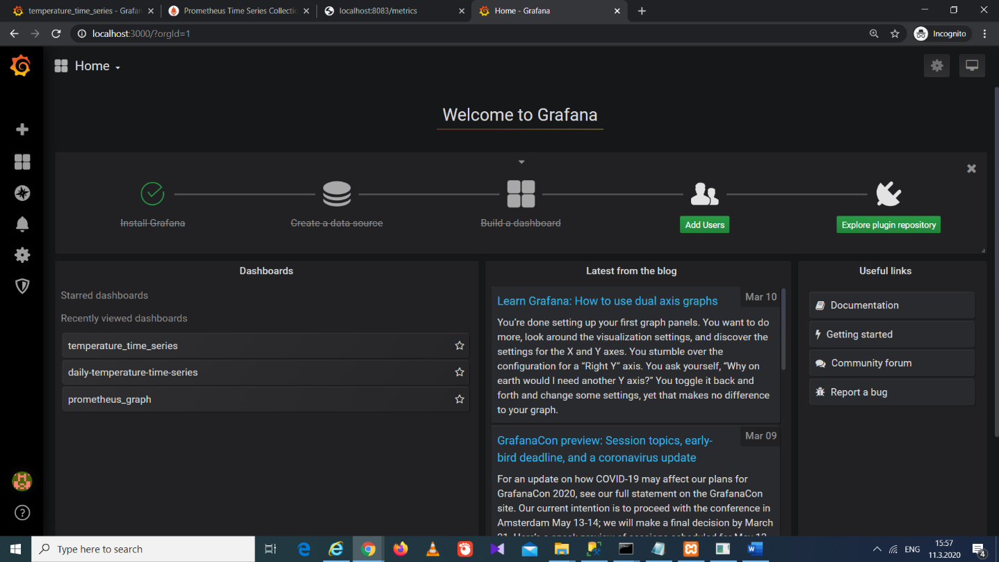 temperature_time_series - Grafan
Prometheus Time Series Collectio
localhost:8083/metrics
Home - Grafana
localhost:3000/?orgId=1
Incognito
Home
Welcome to Grafana
Install Grafana
Create a data source
Build a dashboard
Add Users
Explore plugin repository
Dashboards
Starred dashboards
Recently viewed dashboards
temperature_time_series
daily-temperature-time-series
prometheus_graph
Latest from the blog
Learn Grafana: How to use dual axis graphs
Mar 10
You're done setting up your first graph panels. You want to do
more, look around the visualization settings, and discover the
settings for the X and Y axes. You stumble over the
configuration for a “Right Y” axis. You ask yourself, “Why on
earth would I need another Y axis?” You toggle it back and
forth and change some settings, yet that makes no difference
to your graph.
GrafanaCon preview: Session topics, early-
bird deadline, and a coronavirus update
Mar 09
For an update on how COVID-19 may affect our plans for
GrafanaCon 2020, see our full statement on the GrafanaCon
site. Our current intention is to proceed with the conference in
Amsterdam May 13-14; we will make a final decision by March
Useful links
Documentation
Getting started
Community forum
Report a bug
Type here to search
ENG
15:57
11.3.2020
4